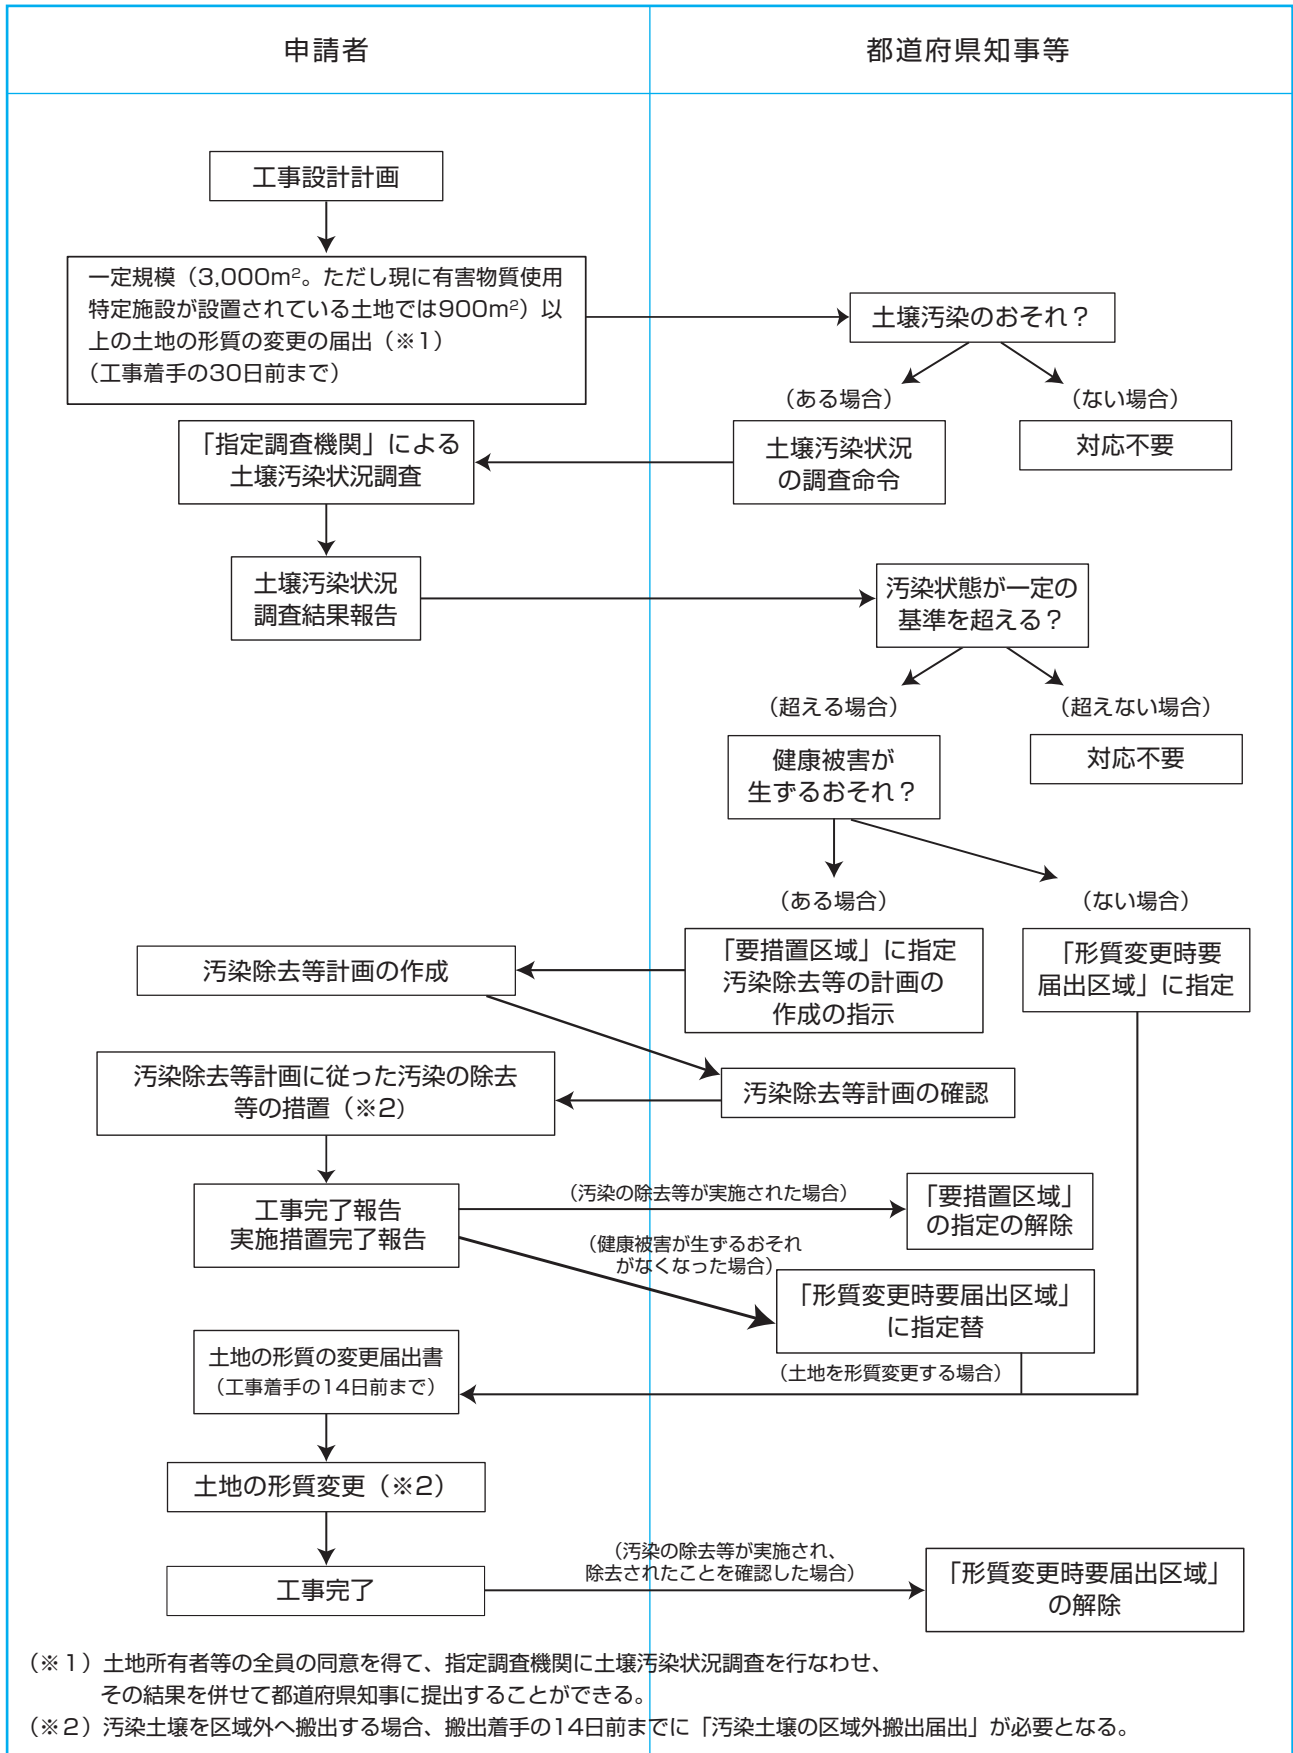 申請者
都道府県知事等
工事設計計画
一定規模（3,000m²。ただし現に有害物質使用
特定施設が設置されている土地では900m²）以
上の土地の形質の変更の届出（※1）
（工事着手の30日前まで）
土壌汚染のおそれ？
（ある場合）
（ない場合）
「指定調査機関」による
土壌汚染状況調査
土壌汚染状況
の調査命令
対応不要
土壌汚染状況
調査結果報告
汚染状態が一定の
基準を超える？
（超える場合）
（超えない場合）
健康被害が
生ずるおそれ？
対応不要
（ある場合）
（ない場合）
汚染除去等計画の作成
「要措置区域」に指定
汚染除去等の計画の
作成の指示
「形質変更時要
届出区域」に指定
汚染除去等計画に従った汚染の除去
等の措置（※2）
汚染除去等計画の確認
工事完了報告
実施措置完了報告
（汚染の除去等が実施された場合）
「要措置区域」
の指定の解除
（健康被害が生ずるおそれ
がなくなった場合）
「形質変更時要届出区域」
に指定替
土地の形質の変更届出書
（工事着手の14日前まで）
（土地を形質変更する場合）
土地の形質変更（※2）
工事完了
（汚染の除去等が実施され、
除去されたことを確認した場合）
「形質変更時要届出区域」
の解除
（※１）土地所有者等の全員の同意を得て、指定調査機関に土壌汚染状況調査を行なわせ、
その結果を併せて都道府県知事に提出することができる。
（※２）汚染土壌を区域外へ搬出する場合、搬出着手の14日前までに「汚染土壌の区域外搬出届出」が必要となる。